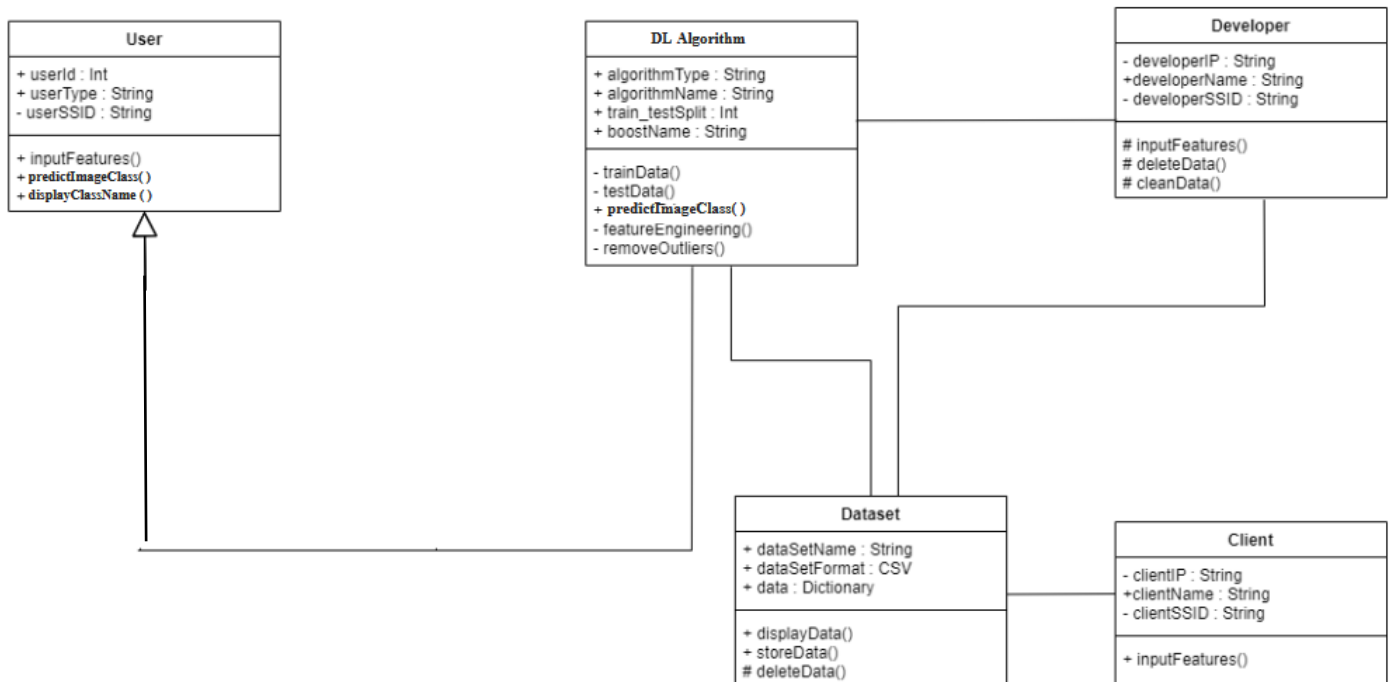 User
+ userId : Int
+ userType : String
- userSSID : String
+ inputFeatures()
+ predictImageClass( )
+ displayClassName ( )
DL Algorithm
+ algorithmType : String
+ algorithmName : String
+ train_testSplit : Int
+ boostName : String
- trainData()
- testData()
+ predictImageClass( )
- featureEngineering()
- removeOutliers()
Developer
- developerIP : String
+developerName : String
- developerSSID : String
# inputFeatures()
# deleteData()
# cleanData()
Dataset
+ dataSetName : String
+ dataSetFormat : CSV
+ data : Dictionary
+ displayData()
+ storeData()
# deleteData()
Client
- clientIP : String
+clientName : String
- clientSSID : String
+ inputFeatures()